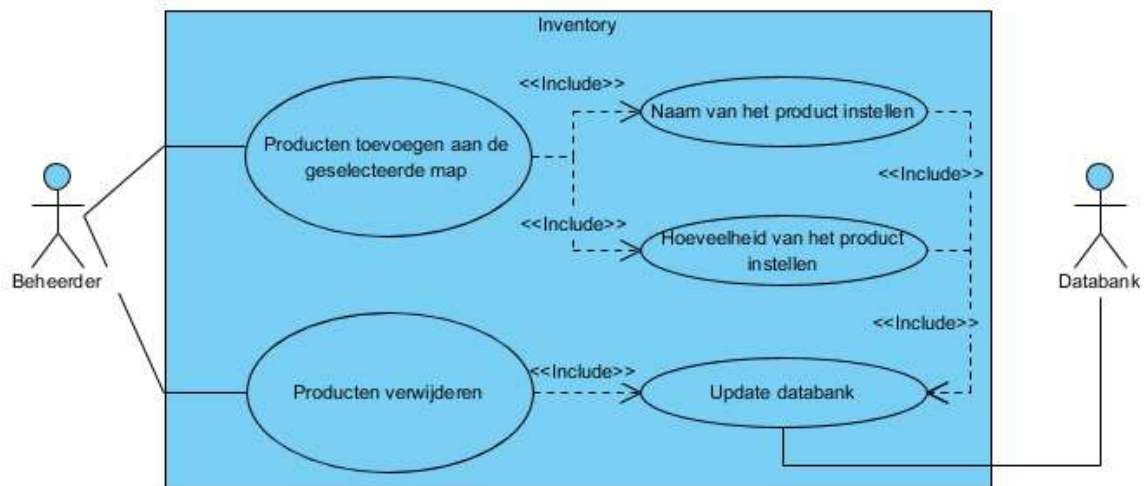 Inventory
<<Include>>
Naam van het product instellen
Producten toevoegen aan de
geselecteerde map
<<Include>>
<<Include>>
Hoeveelheid van het product
instellen
Beheerder
Databank
<<Include>>
<<Include>>
Producten verwijderen
Update databank